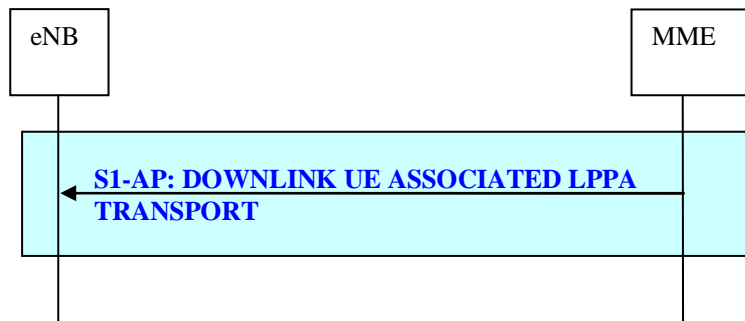 eNB
MME
S1-AP: DOWNLINK UE ASSOCIATED LPPA
TRANSPORT